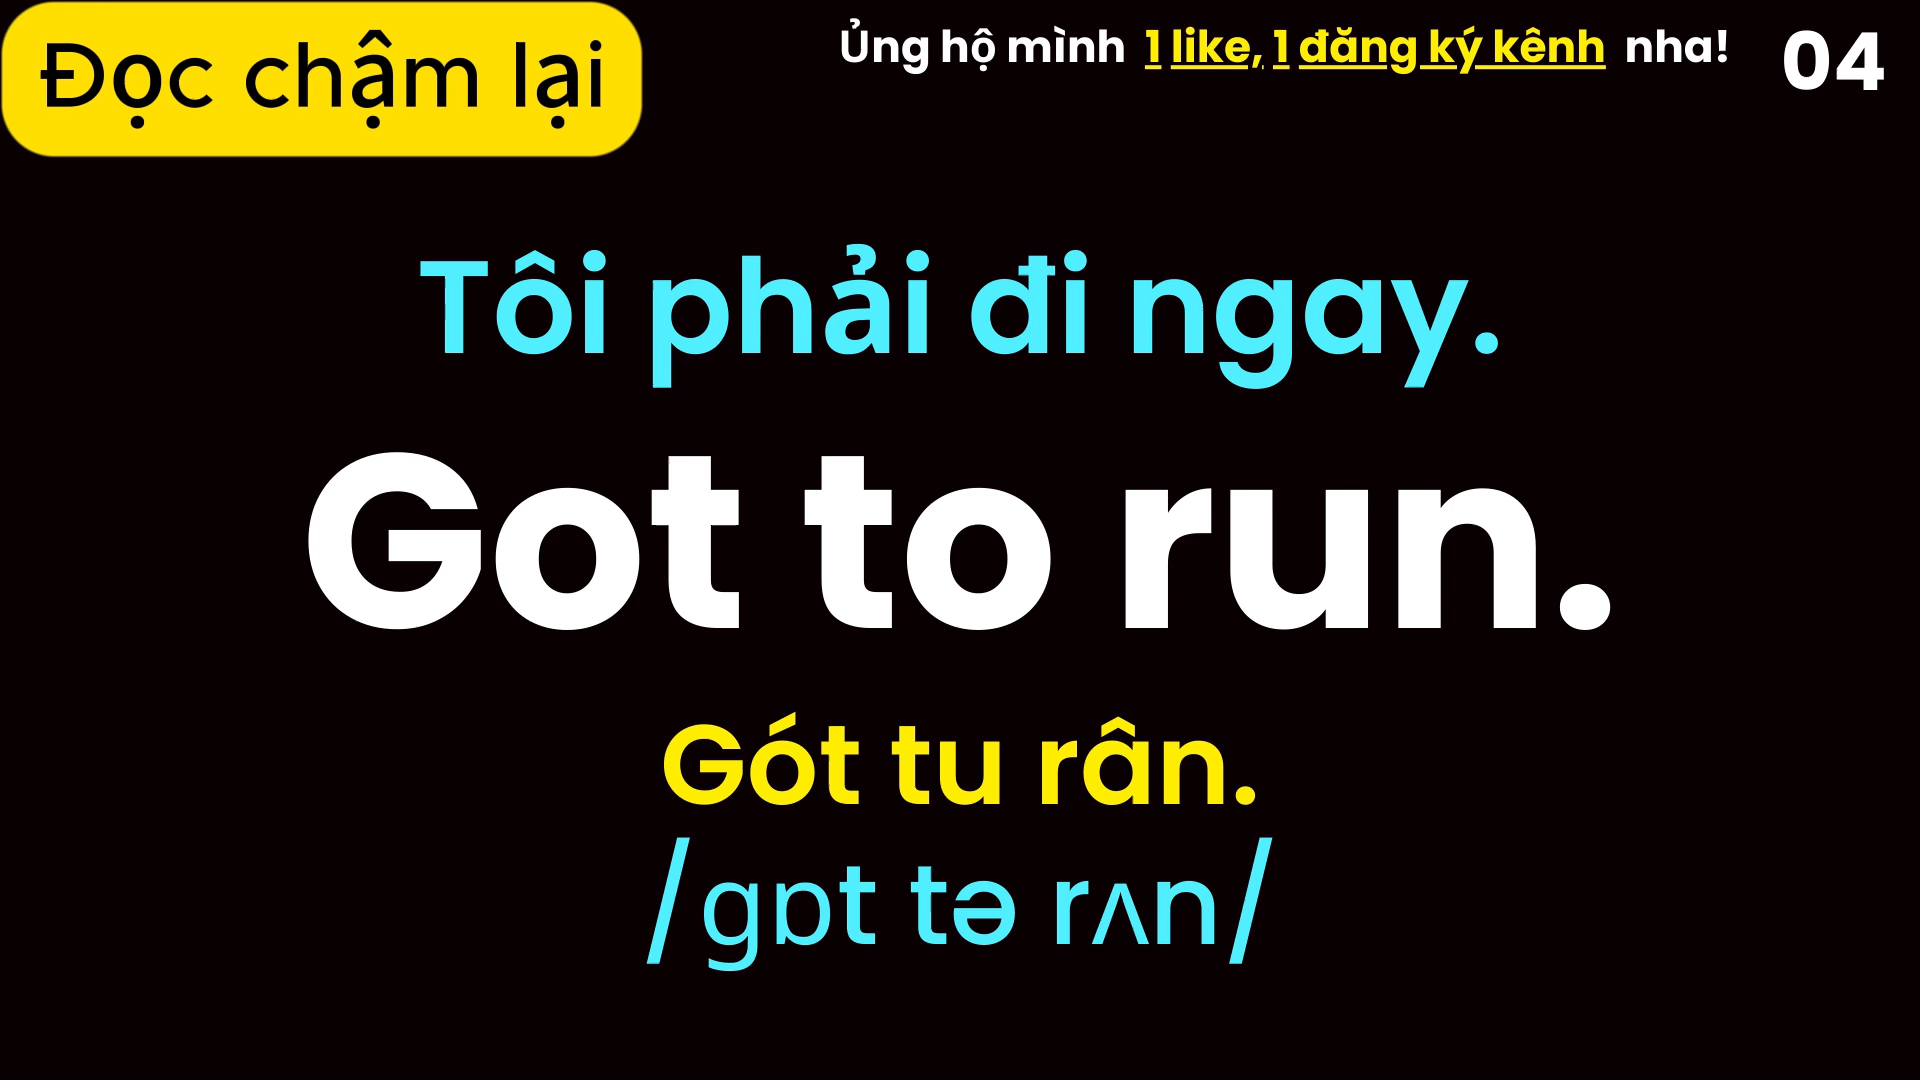 Đọc chậm lại
Ủng hộ mình 1 like, 1 đăng ký kênh nha!
04
Tôi phải đi ngay.
Got to run.
Gót tu rân.
/ɡɒt tə rʌn/